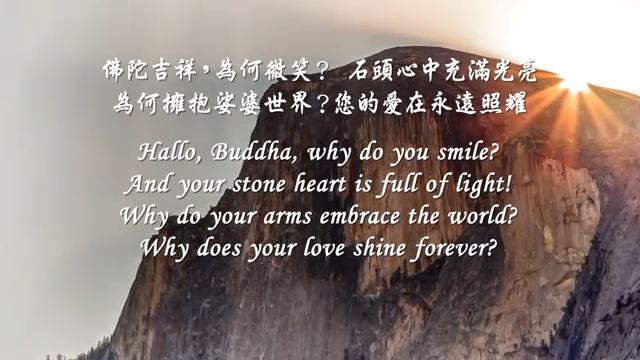 佛陀吉祥，為何微笑？ 石頭心中充滿光亮
為何擁抱娑婆世界？您的愛在永遠照耀
Hallo, Buddha, why do you smile?
And your stone heart is full of light!
Why do your arms embrace the world?
Why does your love shine forever?